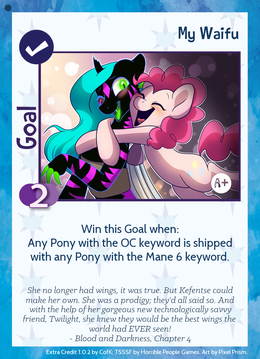 My Waifu
Goal
2
A+
Win this Goal when:
Any Pony with the OC keyword is shipped
with any Pony with the Mane 6 keyword.
She no longer had wings, it was true. But Kefentse could
make her own. She was a prodigy; they'd all said so. And
with the help of her gorgeous new technologically savvy
friend, Twilight, she knew they would be the best wings the
world had EVER seen!
- Blood and Darkness, Chapter 4
Extra Credit 1.0.2 by CofK, TSSSF by Horrible People Games. Art by Pixel Prism.